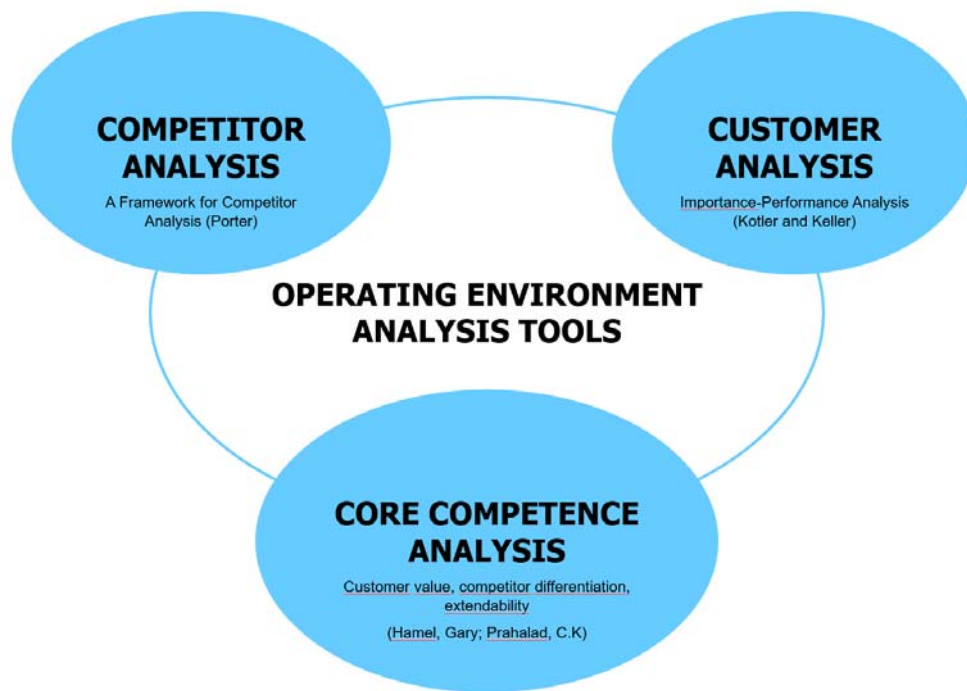 COMPETITOR
ANALYSIS
A Framework for Competitor
Analysis (Porter)
CUSTOMER
ANALYSIS
Importance-Performance Analysis
(Kotler and Keller)
OPERATING ENVIRONMENT
ANALYSIS TOOLS
CORE COMPETENCE
ANALYSIS
Customer value, competitor differentiation,
extendability
(Hamel, Gary; Prahalad, C.K)